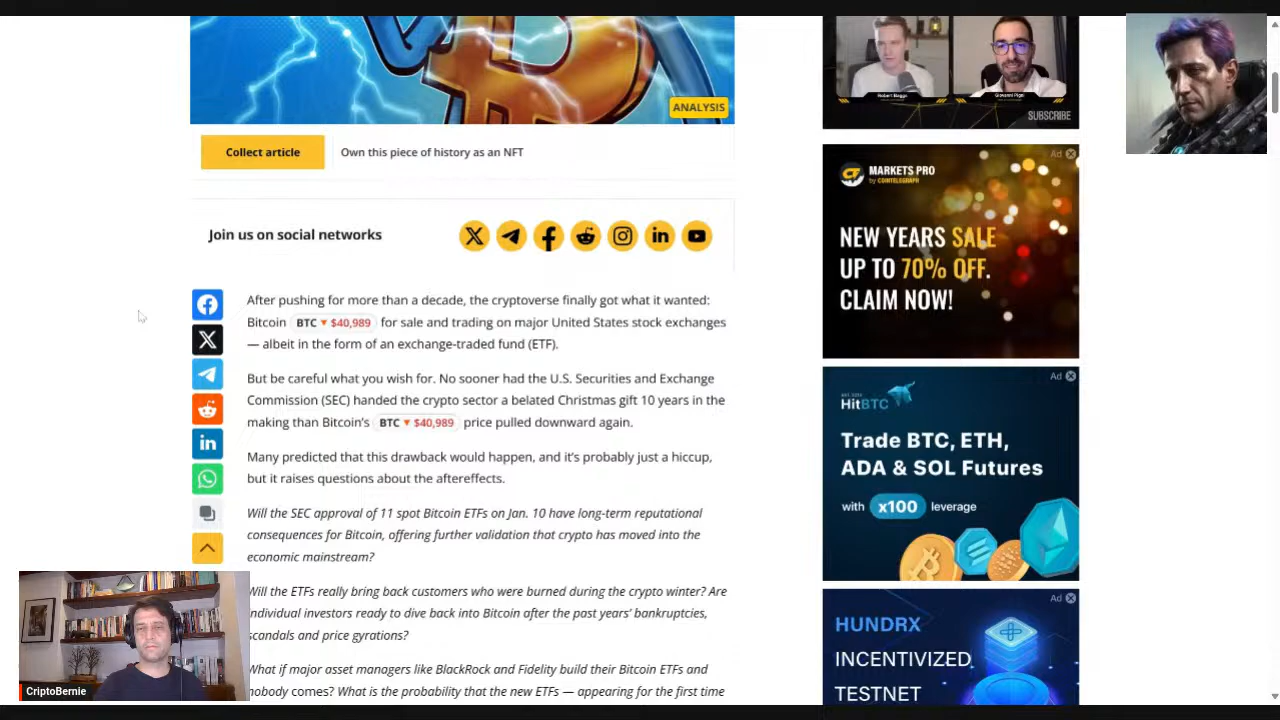 ANALYSIS
Collect article
Own this piece of history as an NFT
Join us on social networks
After pushing for more than a decade, the cryptoverse finally got what it wanted:
Bitcoin BTC ▼ $40,989 for sale and trading on major United States stock exchanges
— albeit in the form of an exchange-traded fund (ETF).
But be careful what you wish for. No sooner had the U.S. Securities and Exchange
Commission (SEC) handed the crypto sector a belated Christmas gift 10 years in the
making than Bitcoin's BTC ▼ $40,989 price pulled downward again.
Many predicted that this drawback would happen, and it's probably just a hiccup,
but it raises questions about the aftereffects.
Will the SEC approval of 11 spot Bitcoin ETFs on Jan. 10 have long-term reputational
consequences for Bitcoin, offering further validation that crypto has moved into the
economic mainstream?
Will the ETFs really bring back customers who were burned during the crypto winter? Are
individual investors ready to dive back into Bitcoin after the past years' bankruptcies,
scandals and price gyrations?
What if major asset managers like BlackRock and Fidelity build their Bitcoin ETFs and
nobody comes? What is the probability that the new ETFs — appearing for the first time
CriptoBernie
Robert Baggs
Giovanni Pigni
SUBSCRIBE
Ad
MARKETS PRO
by COINTELEGRAPH
NEW YEARS SALE
UP TO 70% OFF.
CLAIM NOW!
Ad
HitBTC
Trade BTC, ETH,
ADA & SOL Futures
with x100 leverage
Ad
HUNDRX
INCENTIVIZED
TESTNET